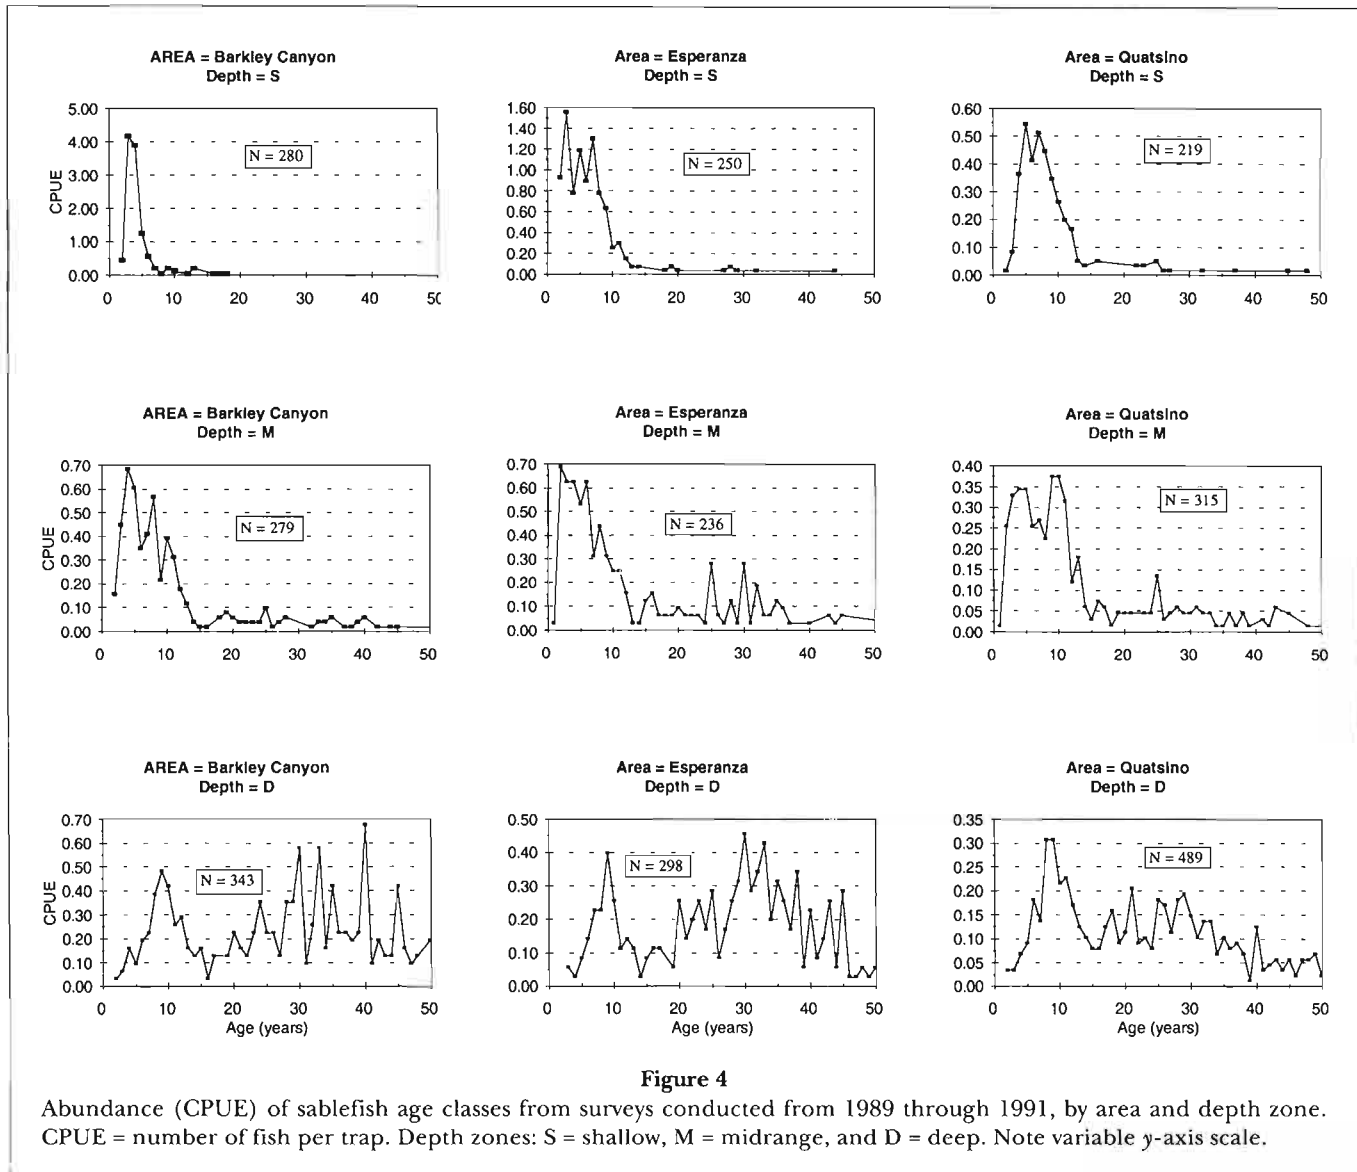 AREA = Barkley Canyon
Depth = S
Area = Esperanza
Depth = S
Area = Quatsino
Depth = S
5.00
4.00
3.00
2.00
1.00
0.00
CPUE
N = 280
0 10 20 30 40 50
1.60
1.40
1.20
1.00
0.80
0.60
0.40
0.20
0.00
N = 250
0 10 20 30 40 50
0.60
0.50
0.40
0.30
0.20
0.10
0.00
N = 219
0 10 20 30 40 50
AREA = Barkley Canyon
Depth = M
Area = Esperanza
Depth = M
Area = Quatsino
Depth = M
0.70
0.60
0.50
0.40
0.30
0.20
0.10
0.00
CPUE
N = 279
0 10 20 30 40 50
0.70
0.60
0.50
0.40
0.30
0.20
0.10
0.00
N = 236
0 10 20 30 40 50
0.40
0.35
0.30
0.25
0.20
0.15
0.10
0.05
0.00
N = 315
0 10 20 30 40 50
AREA = Barkley Canyon
Depth = D
Area = Esperanza
Depth = D
Area = Quatsino
Depth = D
0.70
0.60
0.50
0.40
0.30
0.20
0.10
0.00
CPUE
N = 343
0 10 20 30 40 50
Age (years)
0.50
0.40
0.30
0.20
0.10
0.00
N = 298
0 10 20 30 40 50
Age (years)
0.35
0.30
0.25
0.20
0.15
0.10
0.05
0.00
N = 489
0 10 20 30 40 50
Age (years)
Figure 4
Abundance (CPUE) of sablefish age classes from surveys conducted from 1989 through 1991, by area and depth zone.
CPUE = number of fish per trap. Depth zones: S = shallow, M = midrange, and D = deep. Note variable y-axis scale.